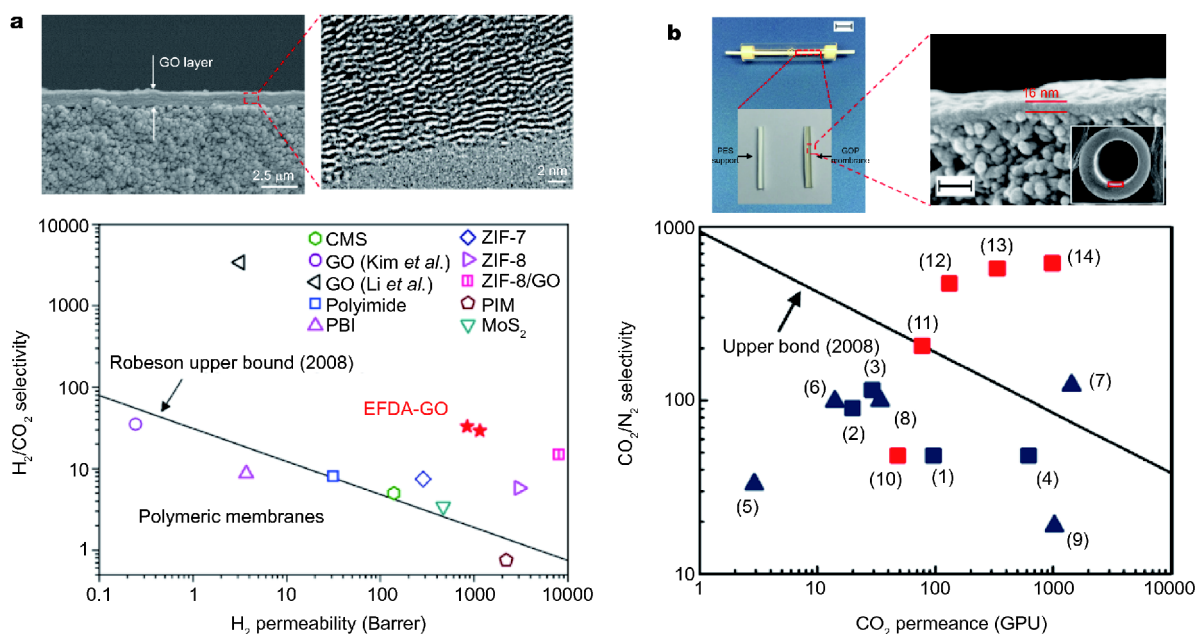 a
GO layer
2.5 μm
2 nm
10000
1000
100
10
1
0.1
1
10
100
1000
10000
H2/CO2 selectivity
H2 permeability (Barrer)
CMS
GO (Kim et al.)
GO (Li et al.)
Polyimide
PBI
ZIF-7
ZIF-8
ZIF-8/GO
PIM
MoS2
Robeson upper bound (2008)
EFDA-GO
Polymeric membranes
b
PES
support
GOP
membrane
16 nm
1000
100
10
1
10
100
1000
10000
CO2/N2 selectivity
CO2 permeance (GPU)
Upper bond (2008)
(12)
(13)
(14)
(11)
(3)
(6)
(7)
(2)
(8)
(10)
(1)
(4)
(5)
(9)